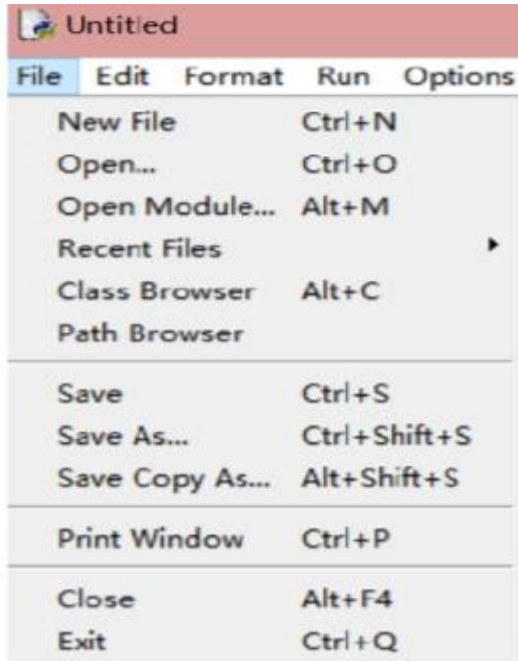 Untitled
File Edit Format Run Options
New File Ctrl+N
Open... Ctrl+O
Open Module... Alt+M
Recent Files
Class Browser Alt+C
Path Browser
Save Ctrl+S
Save As... Ctrl+Shift+S
Save Copy As... Alt+Shift+S
Print Window Ctrl+P
Close Alt+F4
Exit Ctrl+Q